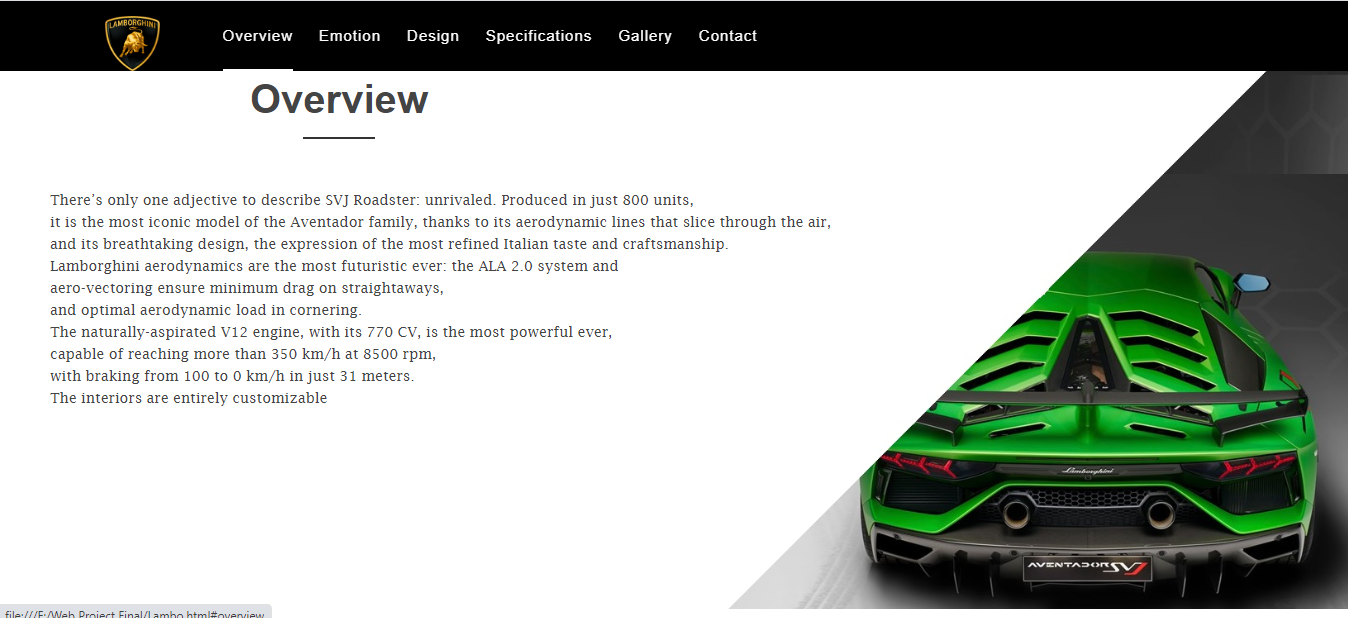 LAMBORGHINI
Overview Emotion Design Specifications Gallery Contact
Overview
There's only one adjective to describe SVJ Roadster: unrivaled. Produced in just 800 units,
it is the most iconic model of the Aventador family, thanks to its aerodynamic lines that slice through the air,
and its breathtaking design, the expression of the most refined Italian taste and craftsmanship.
Lamborghini aerodynamics are the most futuristic ever: the ALA 2.0 system and
aero-vectoring ensure minimum drag on straightaways,
and optimal aerodynamic load in cornering.
The naturally-aspirated V12 engine, with its 770 CV, is the most powerful ever,
capable of reaching more than 350 km/h at 8500 rpm,
with braking from 100 to 0 km/h in just 31 meters.
The interiors are entirely customizable
Lamborghini
AVENTADOR SVJ
file:///F:/Web Project Final/Lambo.html#overview